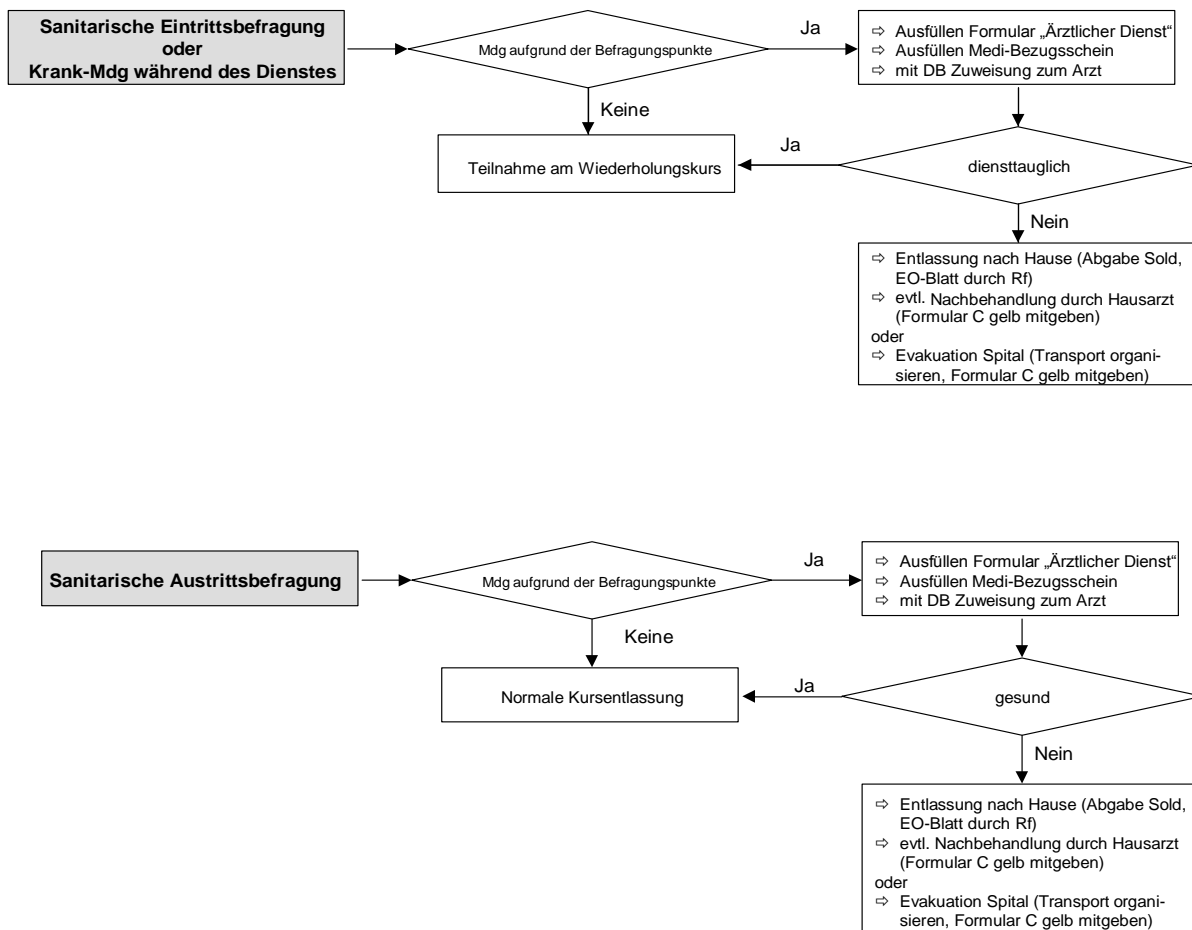 Sanitarische Eintrittsbefragung
oder
Krank-Mdg während des Dienstes
Mdg aufgrund der Befragungspunkte
Ja
⇨ Ausfüllen Formular „Ärztlicher Dienst“
⇨ Ausfüllen Medi-Bezugsschein
⇨ mit DB Zuweisung zum Arzt
Keine
Teilnahme am Wiederholungskurs
Ja
diensttauglich
Nein
⇨ Entlassung nach Hause (Abgabe Sold,
EO-Blatt durch Rf)
⇨ evtl. Nachbehandlung durch Hausarzt
(Formular C gelb mitgeben)
oder
⇨ Evakuation Spital (Transport organi-
sieren, Formular C gelb mitgeben)
Sanitarische Austrittsbefragung
Mdg aufgrund der Befragungspunkte
Ja
⇨ Ausfüllen Formular „Ärztlicher Dienst“
⇨ Ausfüllen Medi-Bezugsschein
⇨ mit DB Zuweisung zum Arzt
Keine
Normale Kursentlassung
Ja
gesund
Nein
⇨ Entlassung nach Hause (Abgabe Sold,
EO-Blatt durch Rf)
⇨ evtl. Nachbehandlung durch Hausarzt
(Formular C gelb mitgeben)
oder
⇨ Evakuation Spital (Transport organi-
sieren, Formular C gelb mitgeben)